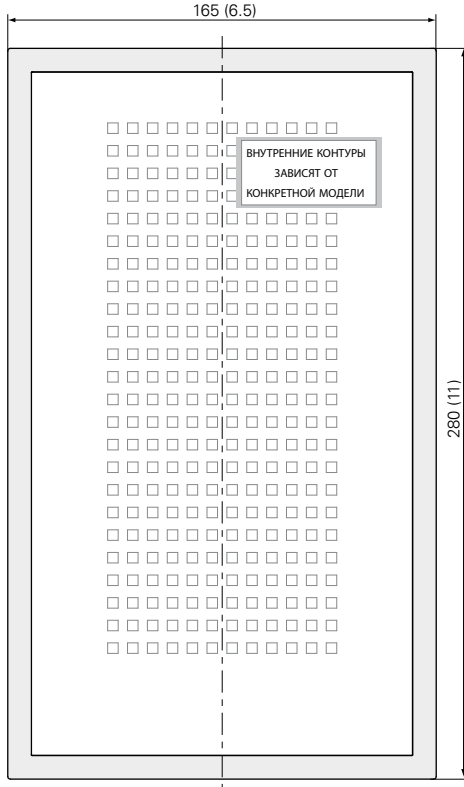 165 (6.5)
ВНУТРЕННИЕ КОНТУРЫ
ЗАВИСЯТ ОТ
КОНКРЕТНОЙ МОДЕЛИ
280 (11)